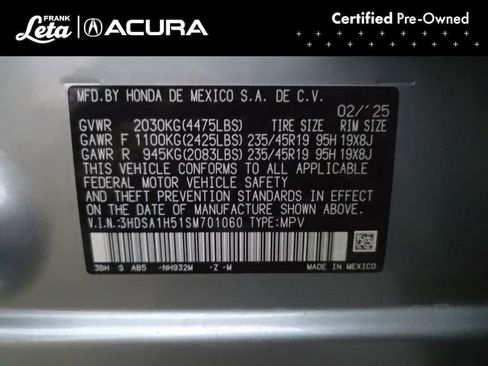 FRANK
Leta ACURA
Certified Pre-Owned
MFD.BY HONDA DE MEXICO S.A. DE C.V.
02/'25
GVWR 2030KG(4475LBS) TIRE SIZE RIM SIZE
GAWR F 1100KG(2425LBS) 235/45R19 95H 19X8J
GAWR R 945KG(2083LBS) 235/45R19 95H 19X8J
THIS VEHICLE CONFORMS TO ALL APPLICABLE
FEDERAL MOTOR VEHICLE SAFETY
AND THEFT PREVENTION STANDARDS IN EFFECT
ON THE DATE OF MANUFACTURE SHOWN ABOVE.
V.I.N.:3HDSA1H51SM701060 TYPE:MPV
3BH S AB5 -NH932M -Z -M MADE IN MEXICO